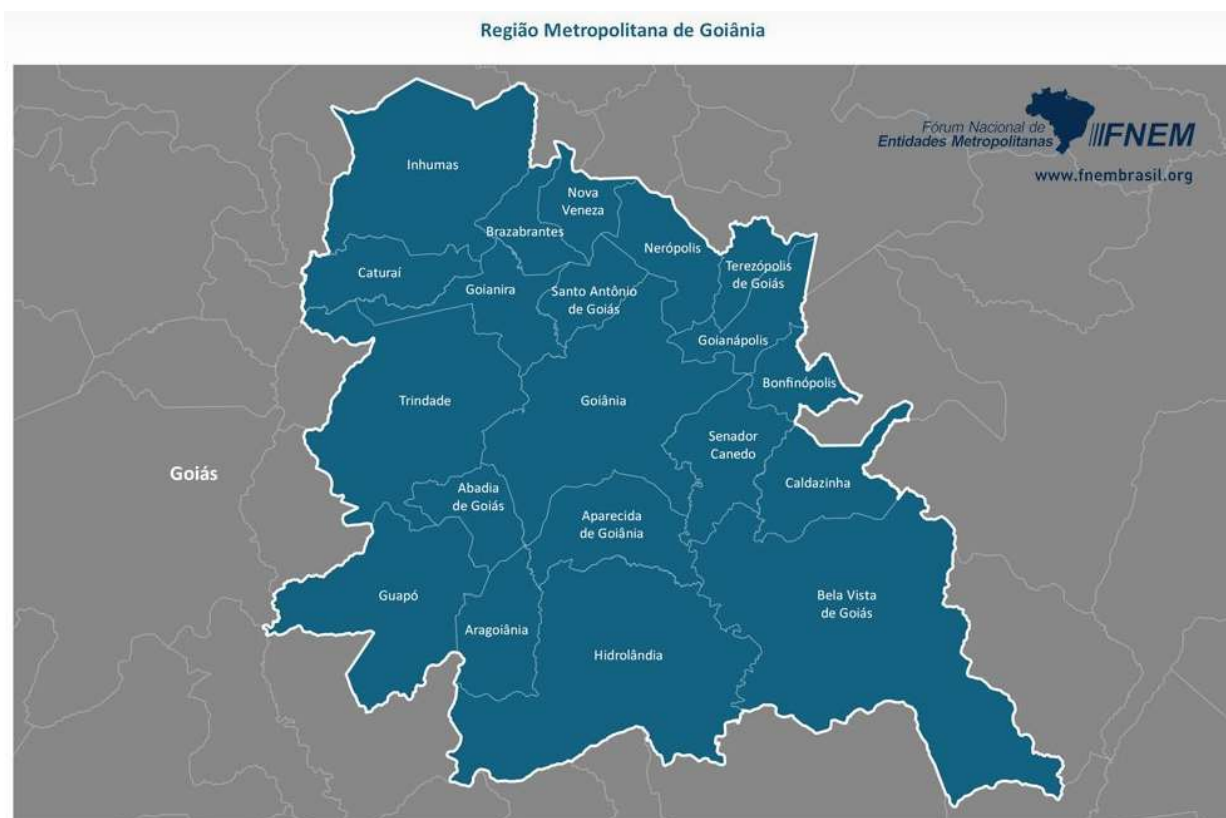 Região Metropolitana de Goiânia
Fórum Nacional de
Entidades Metropolitanas
FNEM
www.fnembrasil.org
Inhumas
Nova
Veneza
Brazabrantes
Nerópolis
Terezópolis
de Goiás
Caturaí
Goianira
Santo Antônio
de Goiás
Goianápolis
Bonfinópolis
Trindade
Goiânia
Senador
Canedo
Goiás
Caldazinha
Abadia
de Goiás
Aparecida
de Goiânia
Guapó
Bela Vista
de Goiás
Aragoiânia
Hidrolândia